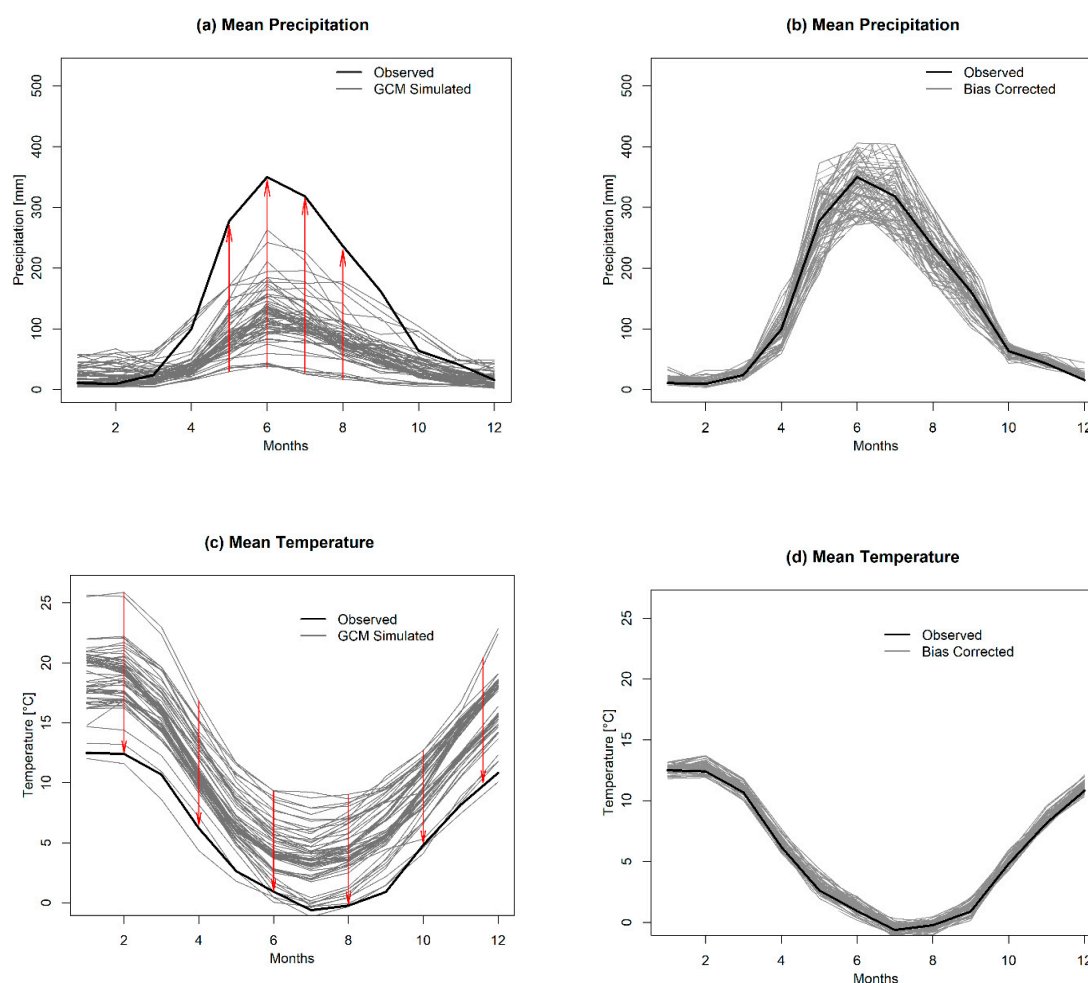 (a) Mean Precipitation
Observed
GCM Simulated
Precipitation [mm]
500
400
300
200
100
0
2 4 6 8 10 12
Months
(b) Mean Precipitation
Observed
Bias Corrected
Precipitation [mm]
500
400
300
200
100
0
2 4 6 8 10 12
Months
(c) Mean Temperature
Observed
GCM Simulated
Temperature [°C]
25
20
15
10
5
0
2 4 6 8 10 12
Months
(d) Mean Temperature
Observed
Bias Corrected
Temperature [°C]
25
20
15
10
5
0
2 4 6 8 10 12
Months